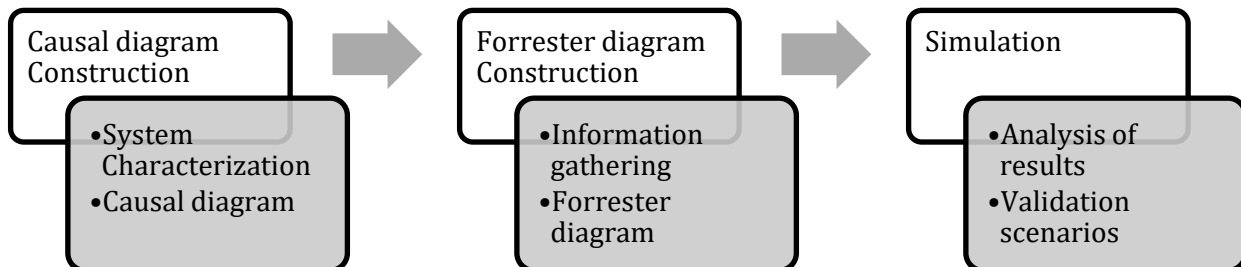 Causal diagram
Construction
•System
Characterization
•Causal diagram
Forrester diagram
Construction
•Information
gathering
•Forrester
diagram
Simulation
•Analysis of
results
•Validation
scenarios